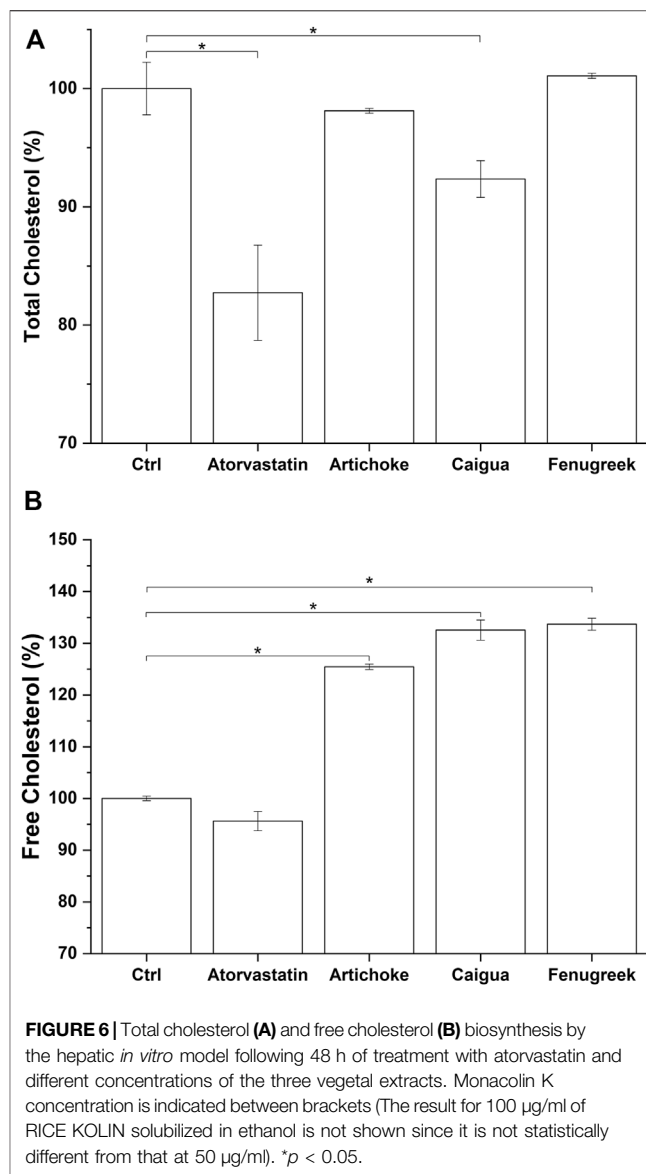 A
*
*
100
90
80
70
Total Cholesterol (%)
Ctrl Atorvastatin Artichoke Caigua Fenugreek
B
150
140
130
120
110
100
90
80
70
Free Cholesterol (%)
*
*
*
Ctrl Atorvastatin Artichoke Caigua Fenugreek
FIGURE 6 | Total cholesterol (A) and free cholesterol (B) biosynthesis by
the hepatic in vitro model following 48 h of treatment with atorvastatin and
different concentrations of the three vegetal extracts. Monacolin K
concentration is indicated between brackets (The result for 100 μg/ml of
RICE KOLIN solubilized in ethanol is not shown since it is not statistically
different from that at 50 μg/ml). *p < 0.05.